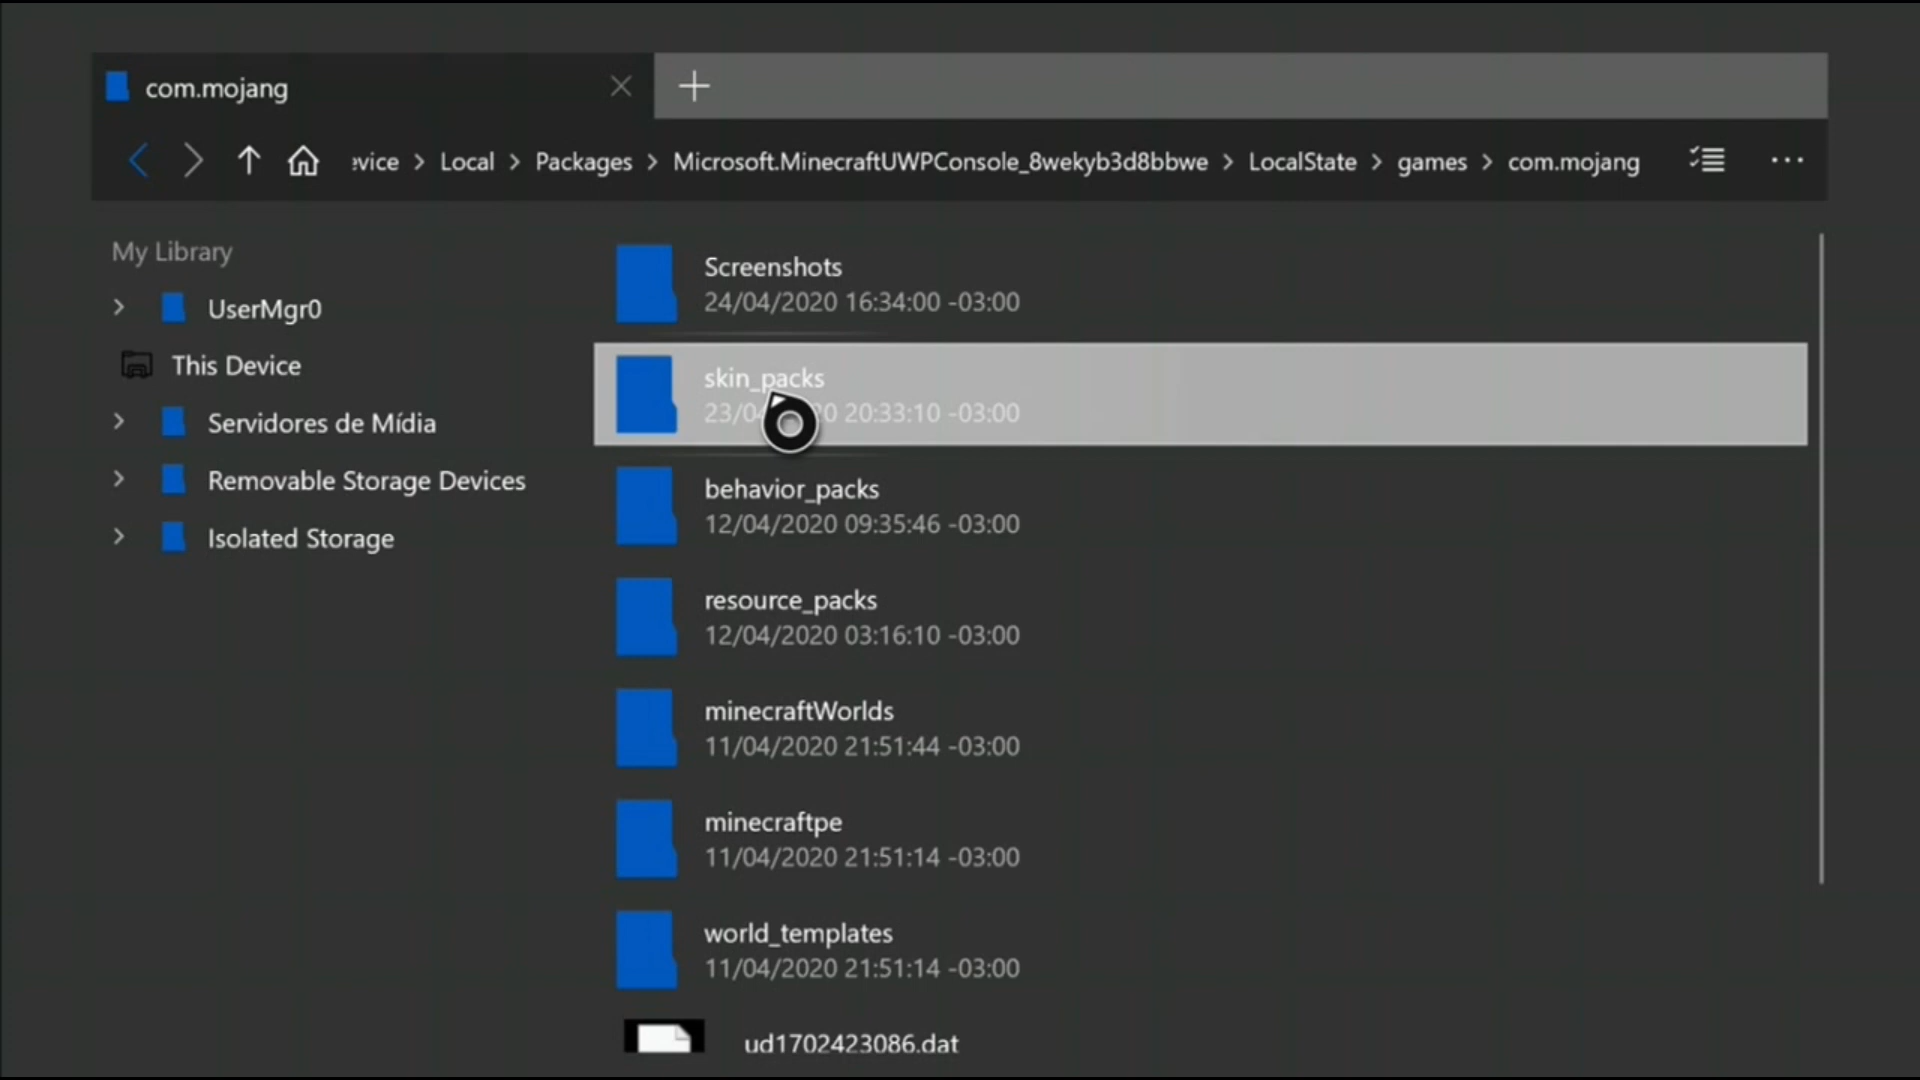 com.mojang
vice > Local > Packages > Microsoft.MinecraftUWPConsole_8wekyb3d8bbwe > LocalState > games > com.mojang
My Library
UserMgr0
This Device
Servidores de Mídia
Removable Storage Devices
Isolated Storage
Screenshots
24/04/2020 16:34:00 -03:00
skin_packs
20:33:10 -03:00
behavior_packs
12/04/2020 09:35:46 -03:00
resource_packs
12/04/2020 03:16:10 -03:00
minecraftWorlds
11/04/2020 21:51:44 -03:00
minecraftpe
11/04/2020 21:51:14 -03:00
world_templates
11/04/2020 21:51:14 -03:00
ud1702423086.dat